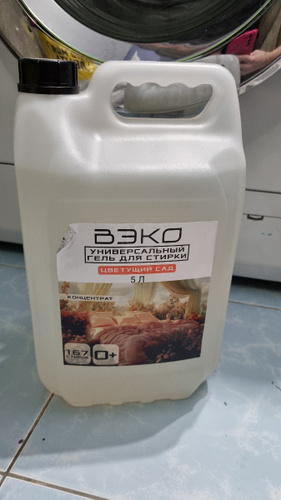 ВЭКО
УНИВЕРСАЛЬНЫЙ
ГЕЛЬ ДЛЯ СТИРКИ
ЦВЕТУЩИЙ САД
5 Л
КОНЦЕНТРАТ
167
0+